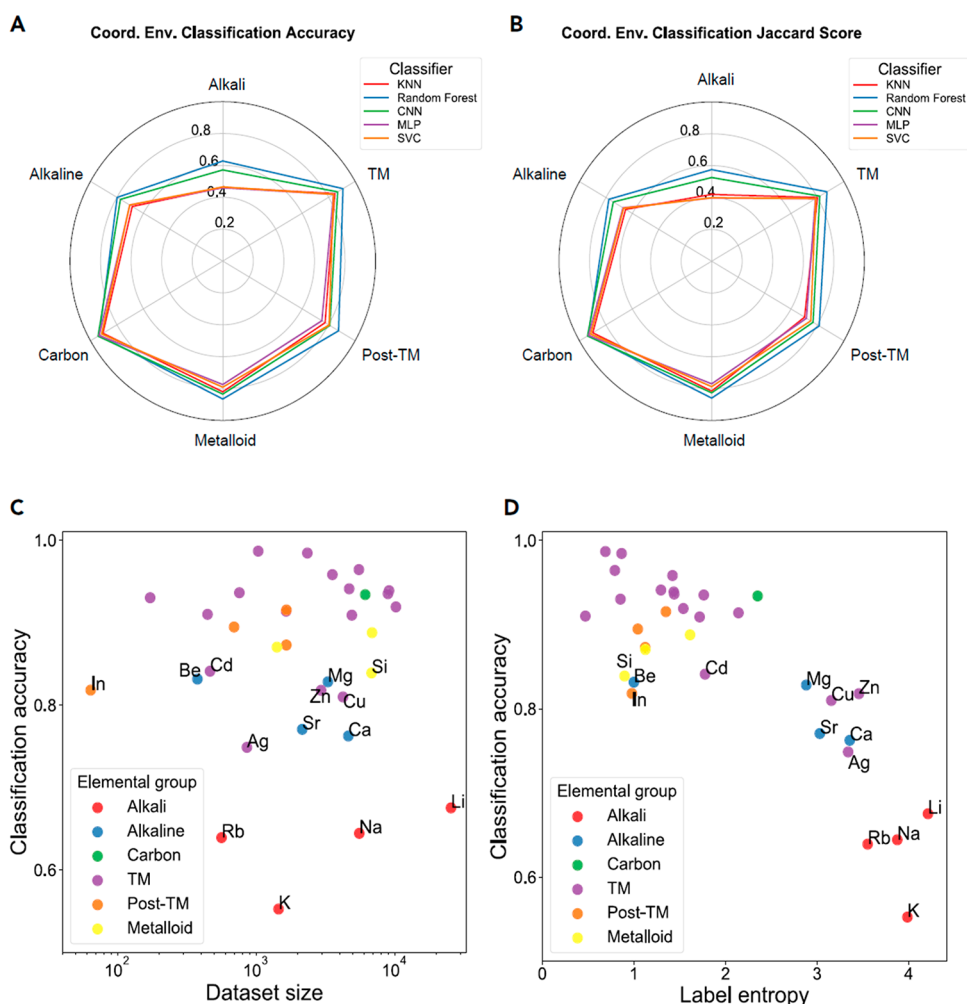 A
Coord. Env. Classification Accuracy
Classifier
KNN
Random Forest
CNN
MLP
SVC
Alkali
TM
Post-TM
Metalloid
Carbon
Alkaline
0,8
0,6
0,4
0,2
B
Coord. Env. Classification Jaccard Score
Classifier
KNN
Random Forest
CNN
MLP
SVC
Alkali
TM
Post-TM
Metalloid
Carbon
Alkaline
0,8
0,6
0,4
0,2
C
Classification accuracy
1.0
0.8
0.6
In
Be
Cd
Mg
Si
Zn
Cu
Sr
Ca
Ag
Rb
Na
Li
K
Elemental group
Alkali
Alkaline
Carbon
TM
Post-TM
Metalloid
10²
10³
10⁴
Dataset size
D
Classification accuracy
1.0
0.8
0.6
Si
Be
In
Cd
Mg
Cu
Zn
Sr
Ca
Ag
Li
Rb
Na
K
Elemental group
Alkali
Alkaline
Carbon
TM
Post-TM
Metalloid
0
1
2
3
4
Label entropy